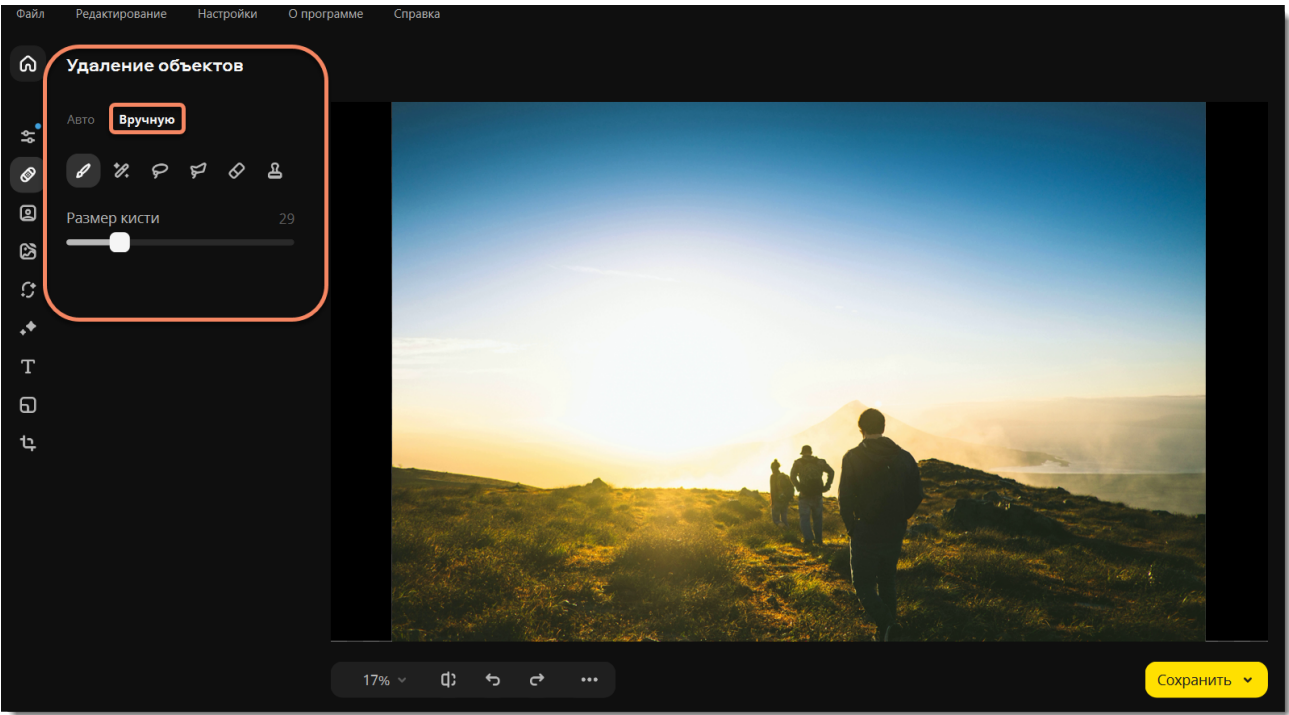 Файл Редактирование Настройки О программе Справка
Удаление объектов
Авто Вручную
Размер кисти 29
17%
Сохранить